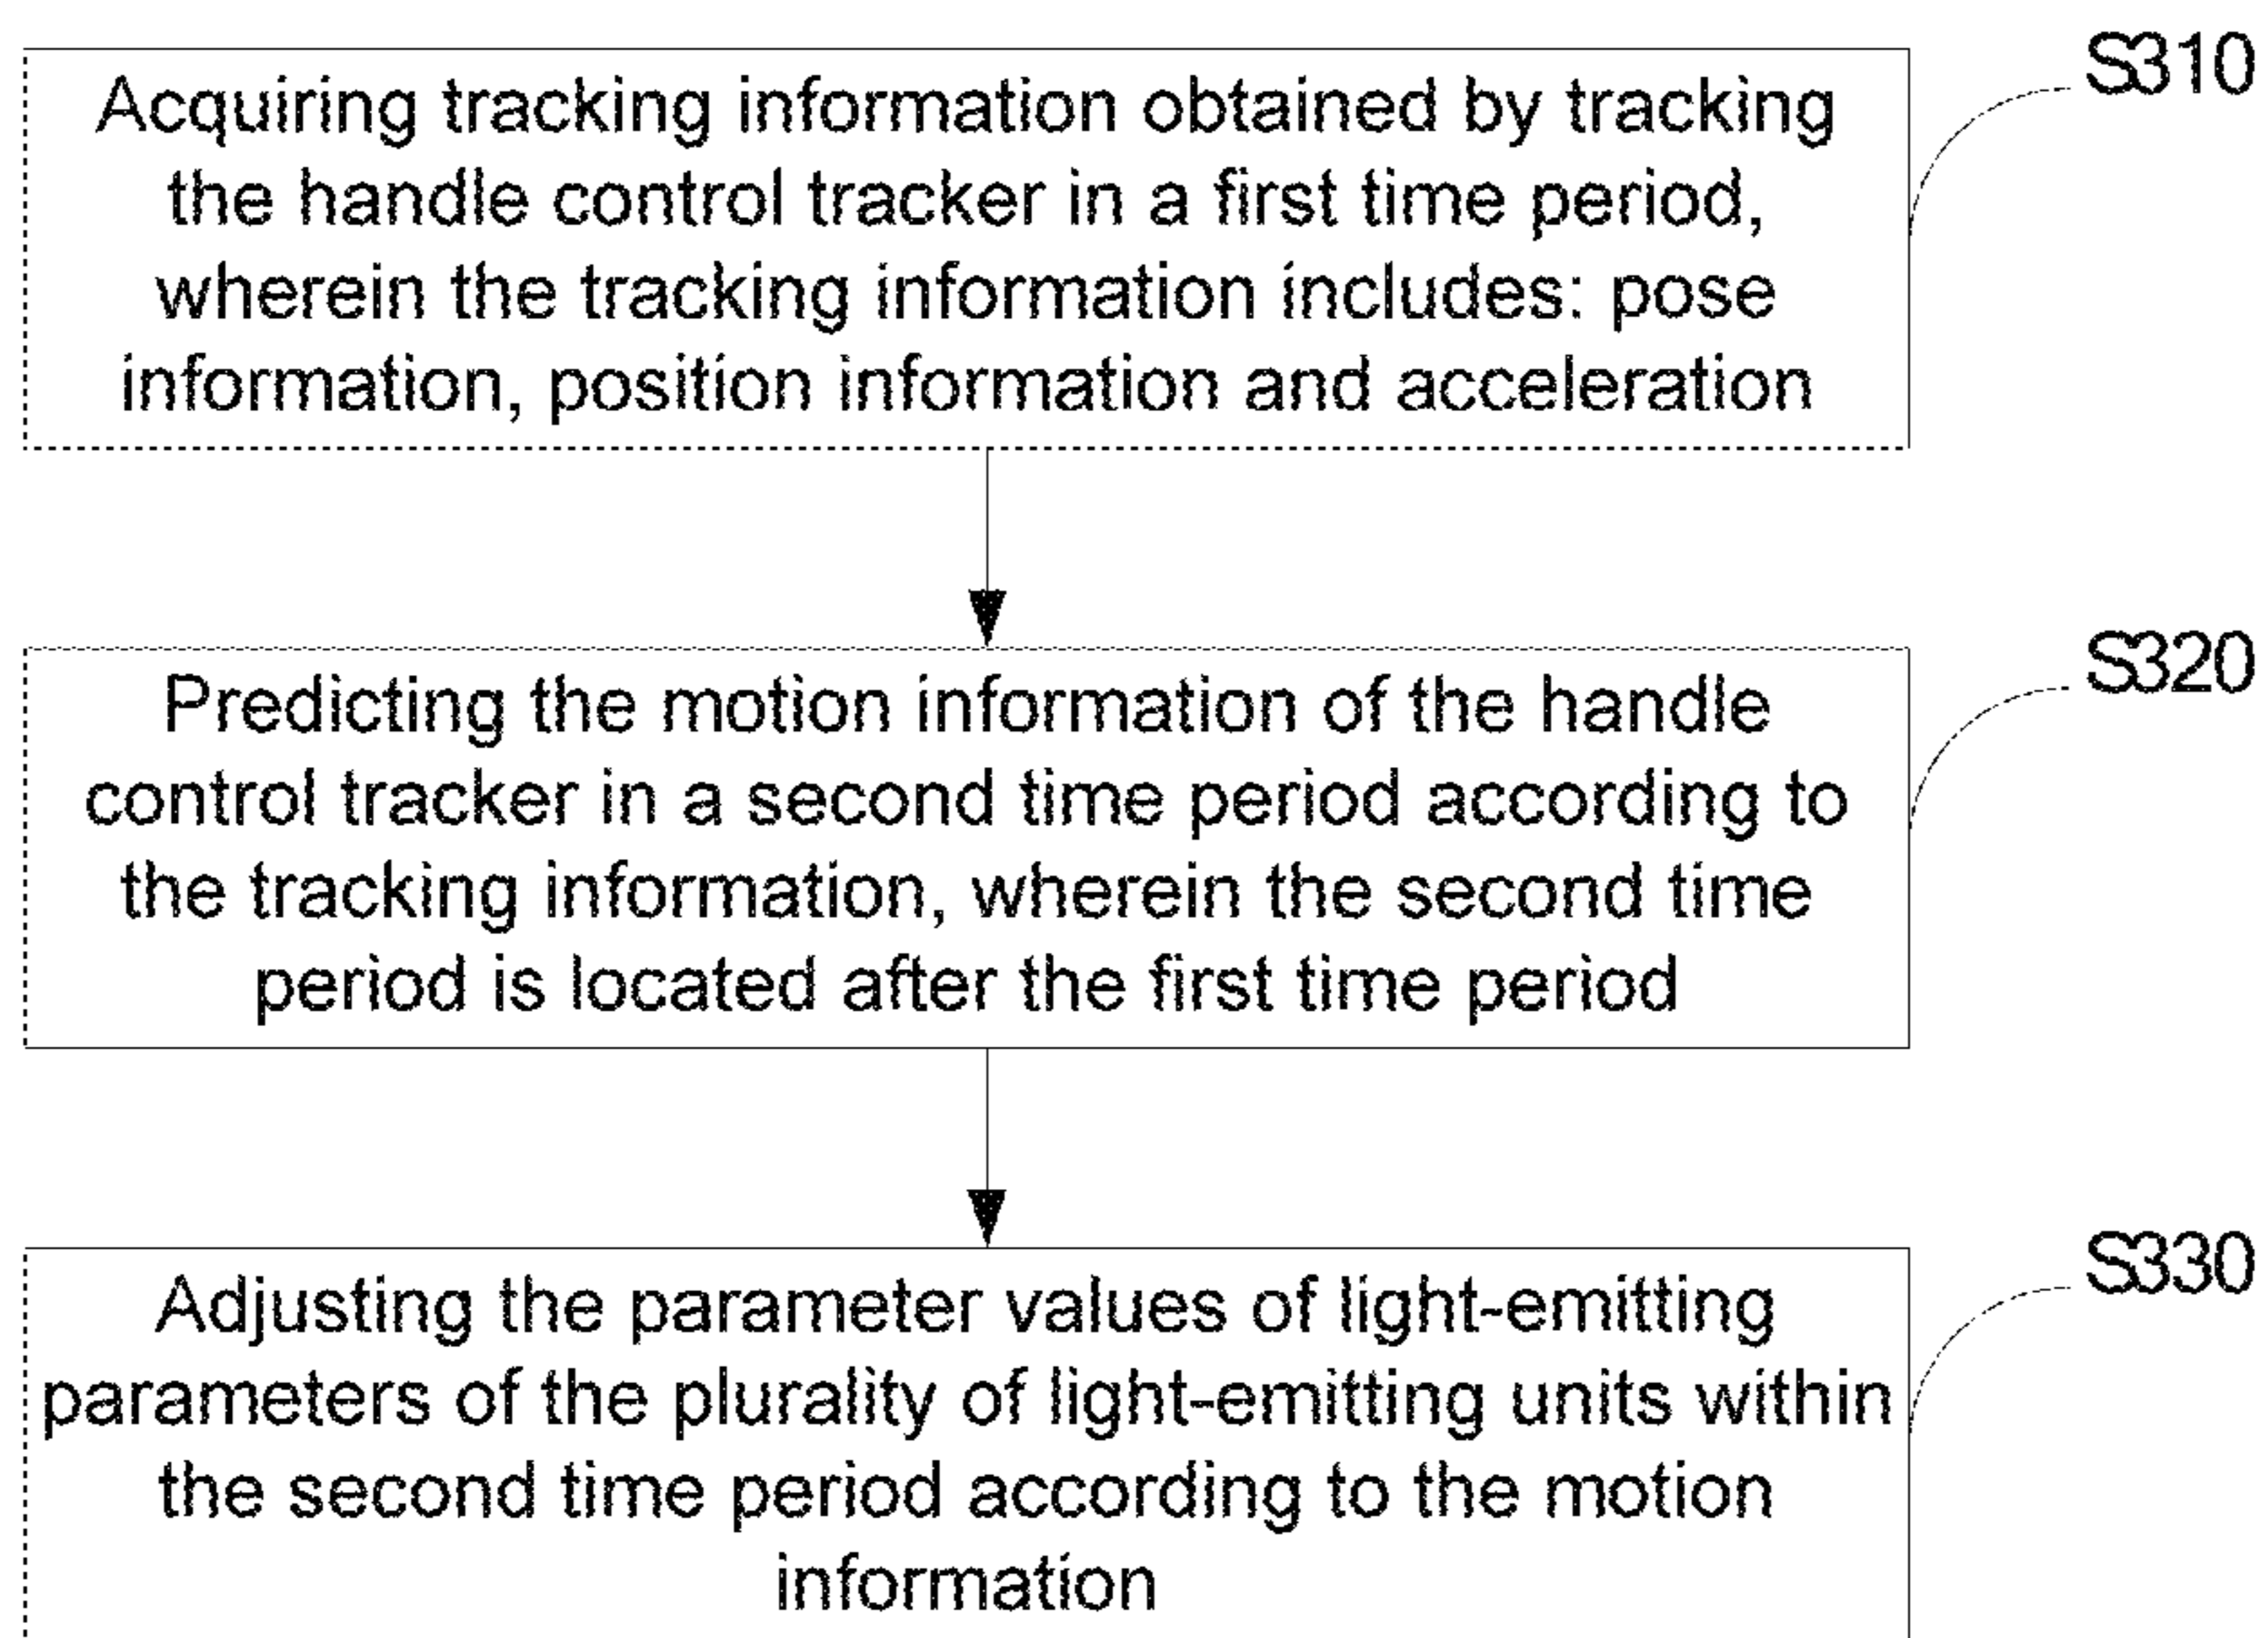 S310
Acquiring tracking information obtained by tracking
the handle control tracker in a first time period,
wherein the tracking information includes: pose
information, position information and acceleration
S320
Predicting the motion information of the handle
control tracker in a second time period according to
the tracking information, wherein the second time
period is located after the first time period
S330
Adjusting the parameter values of light-emitting
parameters of the plurality of light-emitting units within
the second time period according to the motion
information